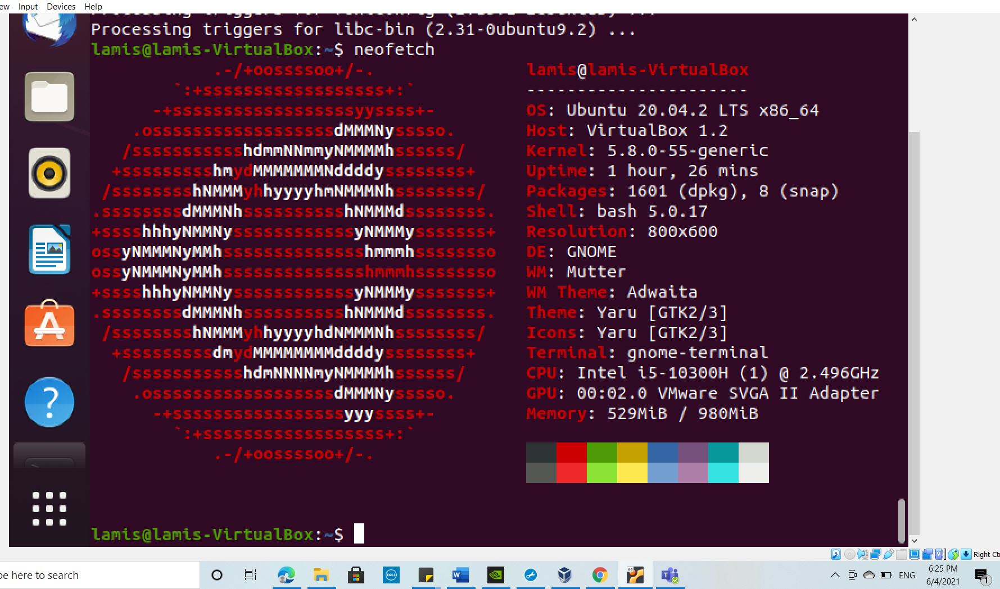 ew Input Devices Help
Processing triggers for libc-bin (2.31-0ubuntu9.2) ...
lamis@lamis-VirtualBox:~$ neofetch
            .-/+oossssoo+/-.               lamis@lamis-VirtualBox
        `:+ssssssssssssssssss+:`           ----------------------
      -+ssssssssssssssssssyyssss+-         OS: Ubuntu 20.04.2 LTS x86_64
    .ossssssssssssssssssdMMMNysssso.       Host: VirtualBox 1.2
   /ssssssssssshdmmNNmmyNMMMMhssssss/      Kernel: 5.8.0-55-generic
  +ssssssssshmydMMMMMMMNddddyssssssss+     Uptime: 1 hour, 26 mins
 /sssssssshNMMMyhhyyyyhmNMMMNhssssssss/    Packages: 1601 (dpkg), 8 (snap)
.ssssssssdMMMNhsssssssssshNMMMdssssssss.   Shell: bash 5.0.17
+sssshhhyNMMNyssssssssssssyNMMMysssssss+   Resolution: 800x600
ossyNMMMNyMMhsssssssssssssshmmmhssssssso   DE: GNOME
ossyNMMMNyMMhsssssssssssssshmmmhssssssso   WM: Mutter
+sssshhhyNMMNyssssssssssssyNMMMysssssss+   WM Theme: Adwaita
.ssssssssdMMMNhsssssssssshNMMMdssssssss.   Theme: Yaru [GTK2/3]
 /sssssssshNMMMyhhyyyyhdNMMMNhssssssss/    Icons: Yaru [GTK2/3]
  +sssssssssdmydMMMMMMMMddddyssssssss+     Terminal: gnome-terminal
   /ssssssssssshdmNNNNmyNMMMMhssssss/      CPU: Intel i5-10300H (1) @ 2.496GHz
    .ossssssssssssssssssdMMMNysssso.       GPU: 00:02.0 VMware SVGA II Adapter
      -+sssssssssssssssssyyyssss+-         Memory: 529MiB / 980MiB
        `:+ssssssssssssssssss+:`
            .-/+oossssoo+/-.
lamis@lamis-VirtualBox:~$
Right Ctr
be here to search
DELL
W
64
ENG
6:25 PM
6/4/2021
1